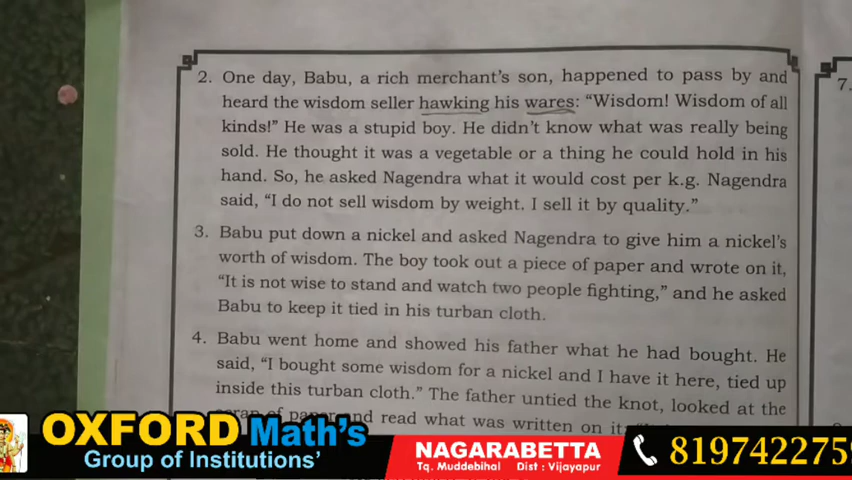 2. One day, Babu, a rich merchant's son, happened to pass by and
heard the wisdom seller hawking his wares: "Wisdom! Wisdom of all
kinds!" He was a stupid boy. He didn't know what was really being
sold. He thought it was a vegetable or a thing he could hold in his
hand. So, he asked Nagendra what it would cost per k.g. Nagendra
said, "I do not sell wisdom by weight. I sell it by quality."
3. Babu put down a nickel and asked Nagendra to give him a nickel's
worth of wisdom. The boy took out a piece of paper and wrote on it,
"It is not wise to stand and watch two people fighting," and he asked
Babu to keep it tied in his turban cloth.
4. Babu went home and showed his father what he had bought. He
said, "I bought some wisdom for a nickel and I have it here, tied up
inside this turban cloth." The father untied the knot, looked at the
scrap of paper and read what was written on it:
7.
OXFORD Math's
Group of Institutions'
NAGARABETTA
Tq. Muddebihal Dist : Vijayapur
819742275